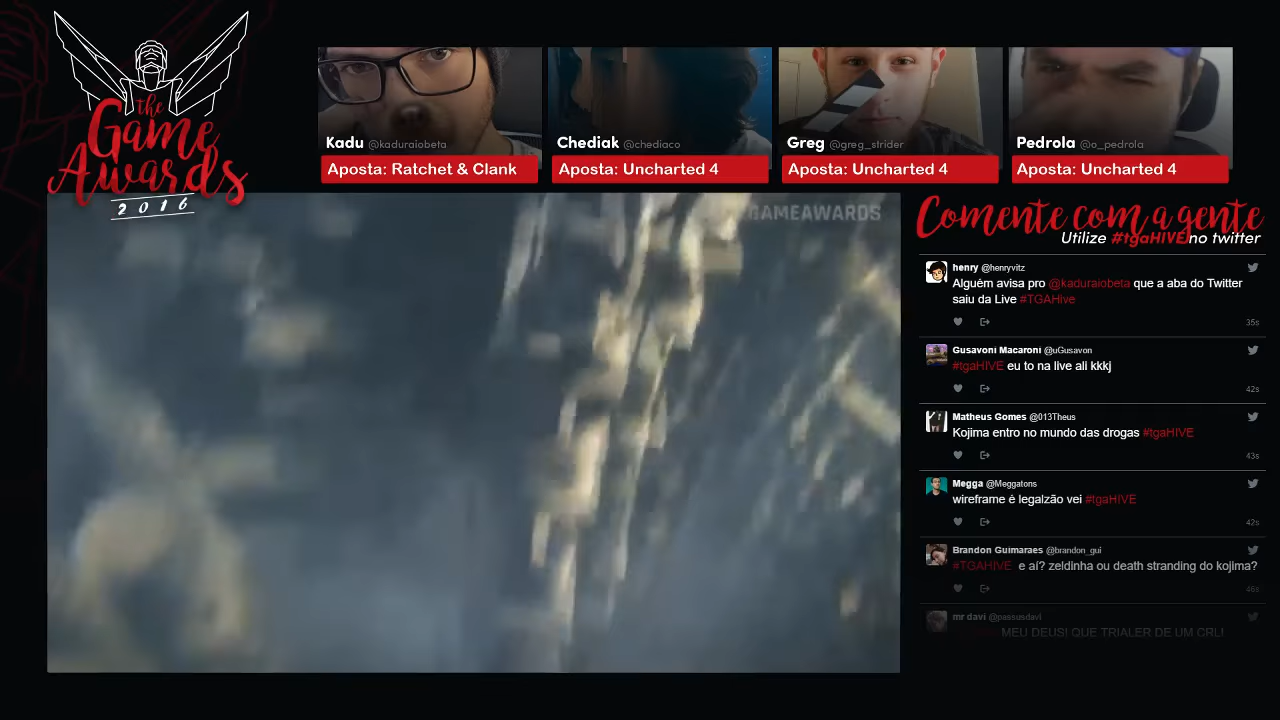 the
Game
Awards
2016
Kadu @kaduraiobeta
Aposta: Ratchet & Clank
Chediak @chediaco
Aposta: Uncharted 4
Greg @greg_strider
Aposta: Uncharted 4
Pedrola @o_pedrola
Aposta: Uncharted 4
GAMEAWARDS
Comente com a gente
Utilize #tgaHIVE no twitter
henry @henryvitz
Alguém avisa pro @kaduraiobeta que a aba do Twitter
saiu da Live #TGAHive
35s
Gusavoni Macaroni @uGusavon
#tgaHIVE eu to na live ali kkkj
42s
Matheus Gomes @013Theus
Kojima entro no mundo das drogas #tgaHIVE
43s
Megga @Meggatons
wireframe é legalzão vei #tgaHIVE
42s
Brandon Guimaraes @brandon_gui
#TGAHIVE e aí? zeldinha ou death stranding do kojima?
46s
mr davi @passusdavi
MEU DEUS! QUE TRIALER DE UM CRL!